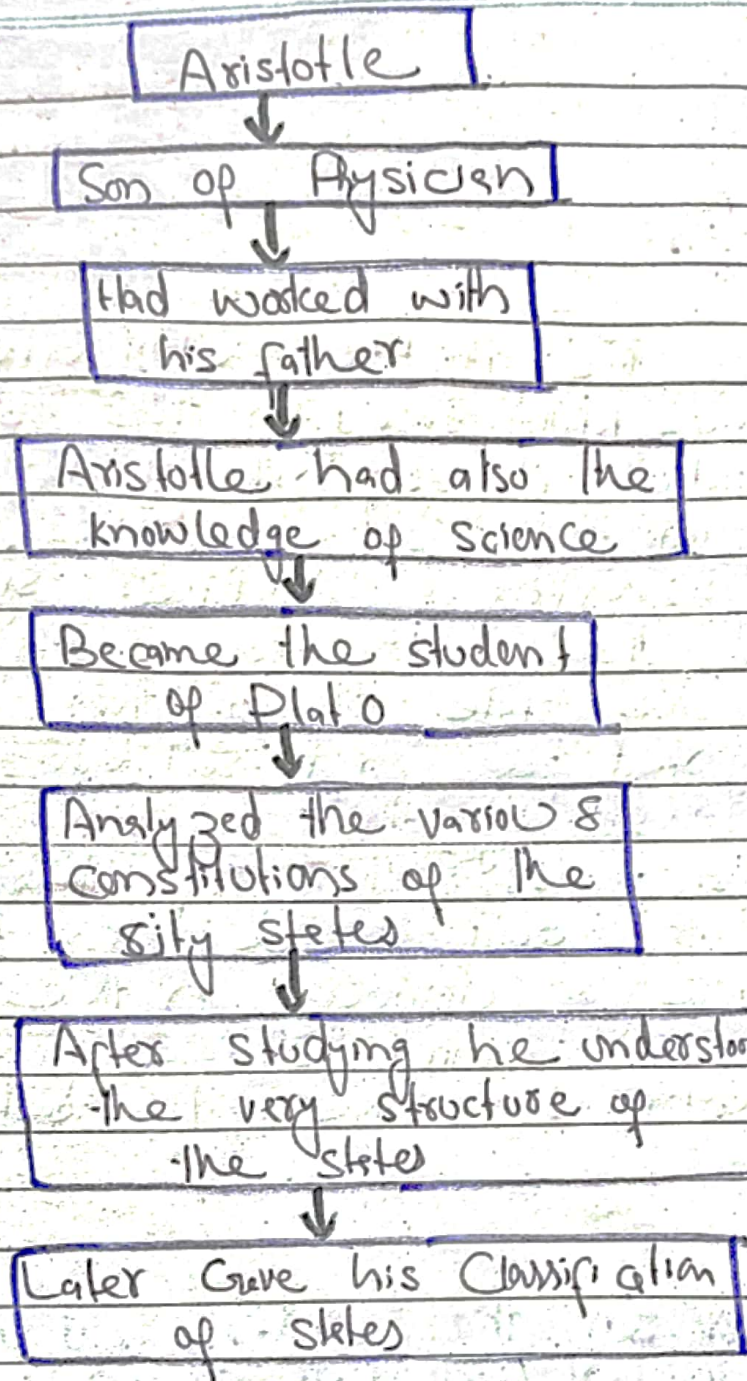 Aristotle
Son of Physician
Had worked with
his father
Aristotle had also the
knowledge of science
Became the student
of Plato
Analyzed the various
constitutions of the
sity states
After studying he understoo
the very structure of
the states
Later Gave his Classification
of states